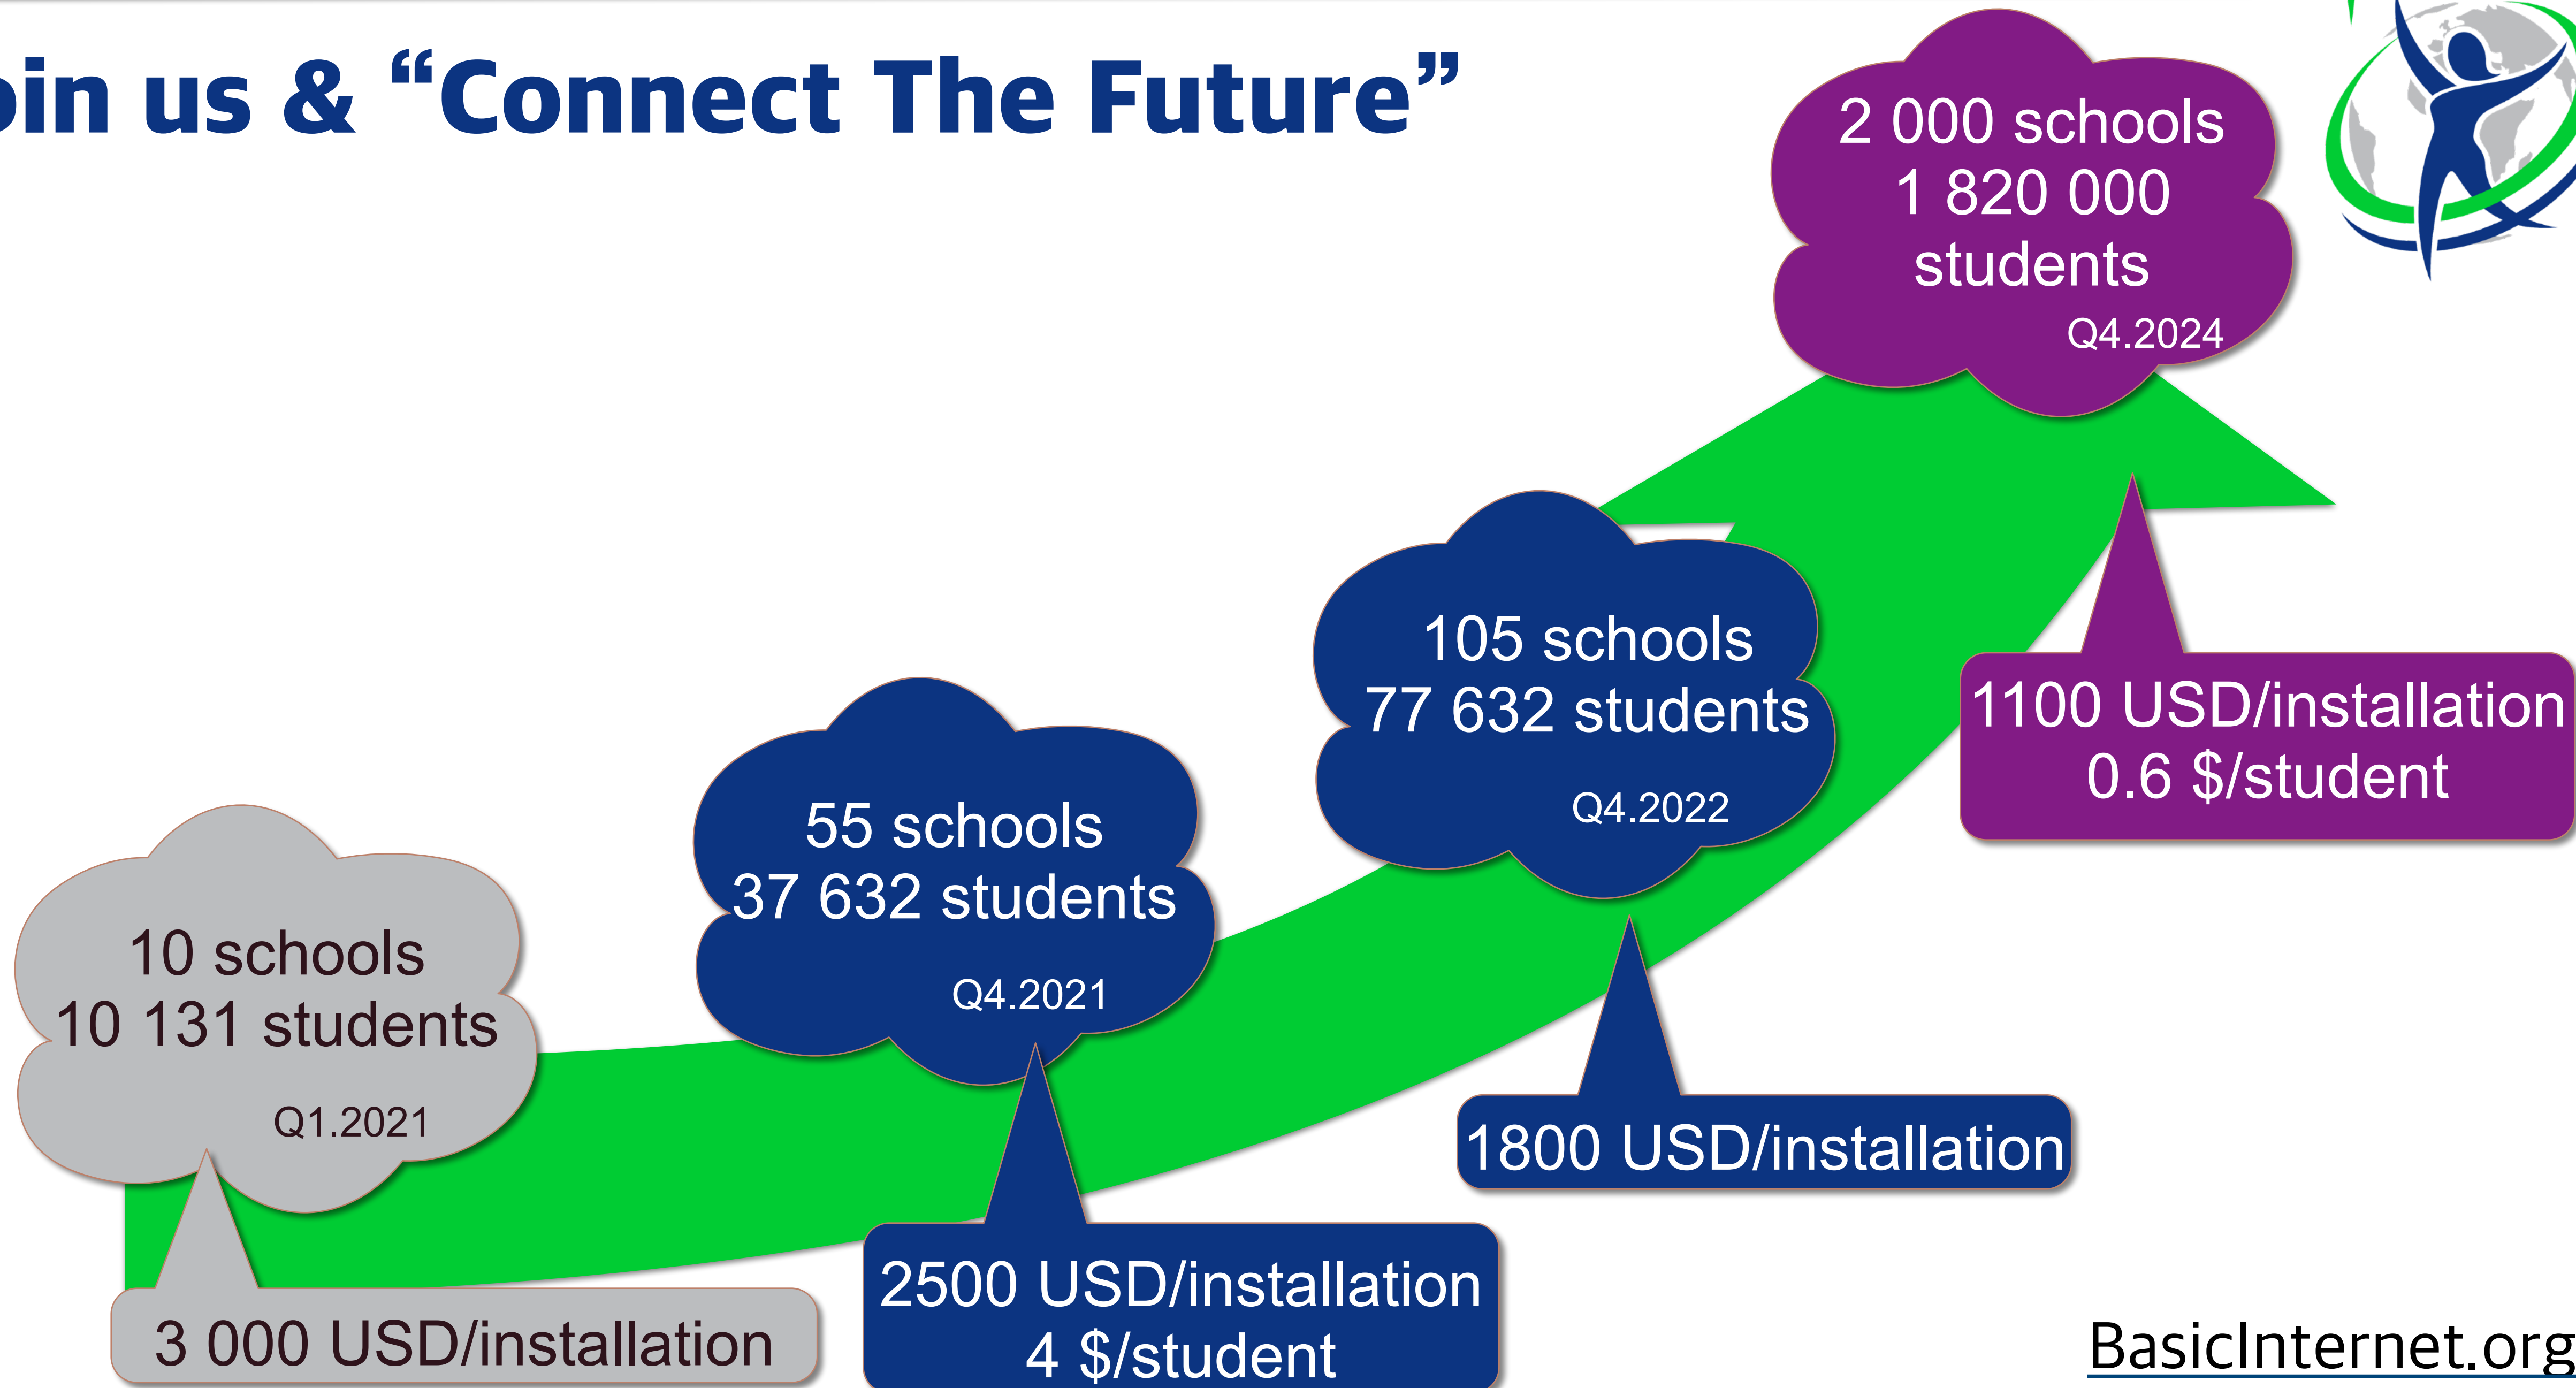 oin us & “Connect The Future”
2 000 schools
1 820 000
students
Q4.2024
105 schools
77 632 students
Q4.2022
1100 USD/installation
0.6 $/student
55 schools
37 632 students
Q4.2021
10 schools
10 131 students
Q1.2021
1800 USD/installation
2500 USD/installation
4 $/student
3 000 USD/installation
BasicInternet.org